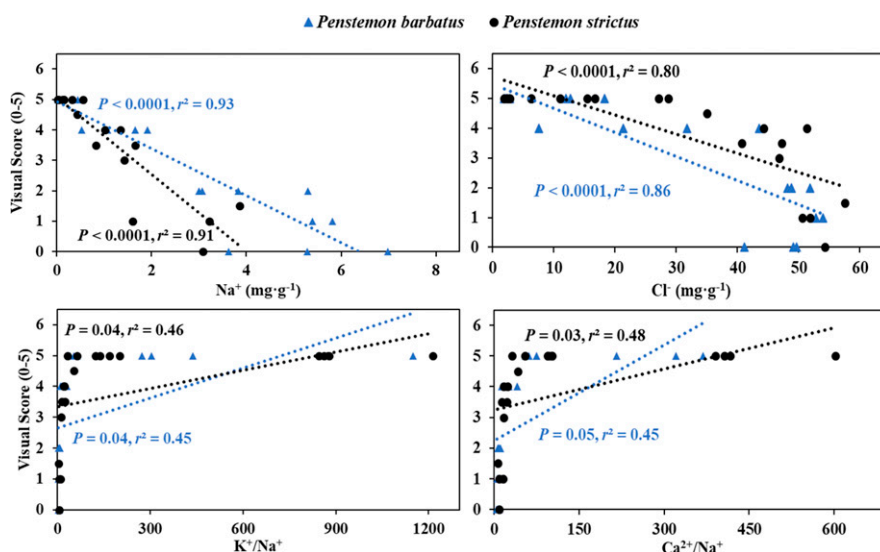 Penstemon barbatus Penstemon strictus
Visual Score (0-5)
6
5
4
3
2
1
0
P < 0.0001, r² = 0.93
P < 0.0001, r² = 0.91
0 2 4 6 8
Na⁺ (mg·g⁻¹)
6
5
4
3
2
1
0
P < 0.0001, r² = 0.80
P < 0.0001, r² = 0.86
0 10 20 30 40 50 60
Cl⁻ (mg·g⁻¹)
Visual Score (0-5)
6
5
4
3
2
1
0
P = 0.04, r² = 0.46
P = 0.04, r² = 0.45
0 300 600 900 1200
K⁺/Na⁺
6
5
4
3
2
1
0
P = 0.03, r² = 0.48
P = 0.05, r² = 0.45
0 150 300 450 600
Ca²⁺/Na⁺